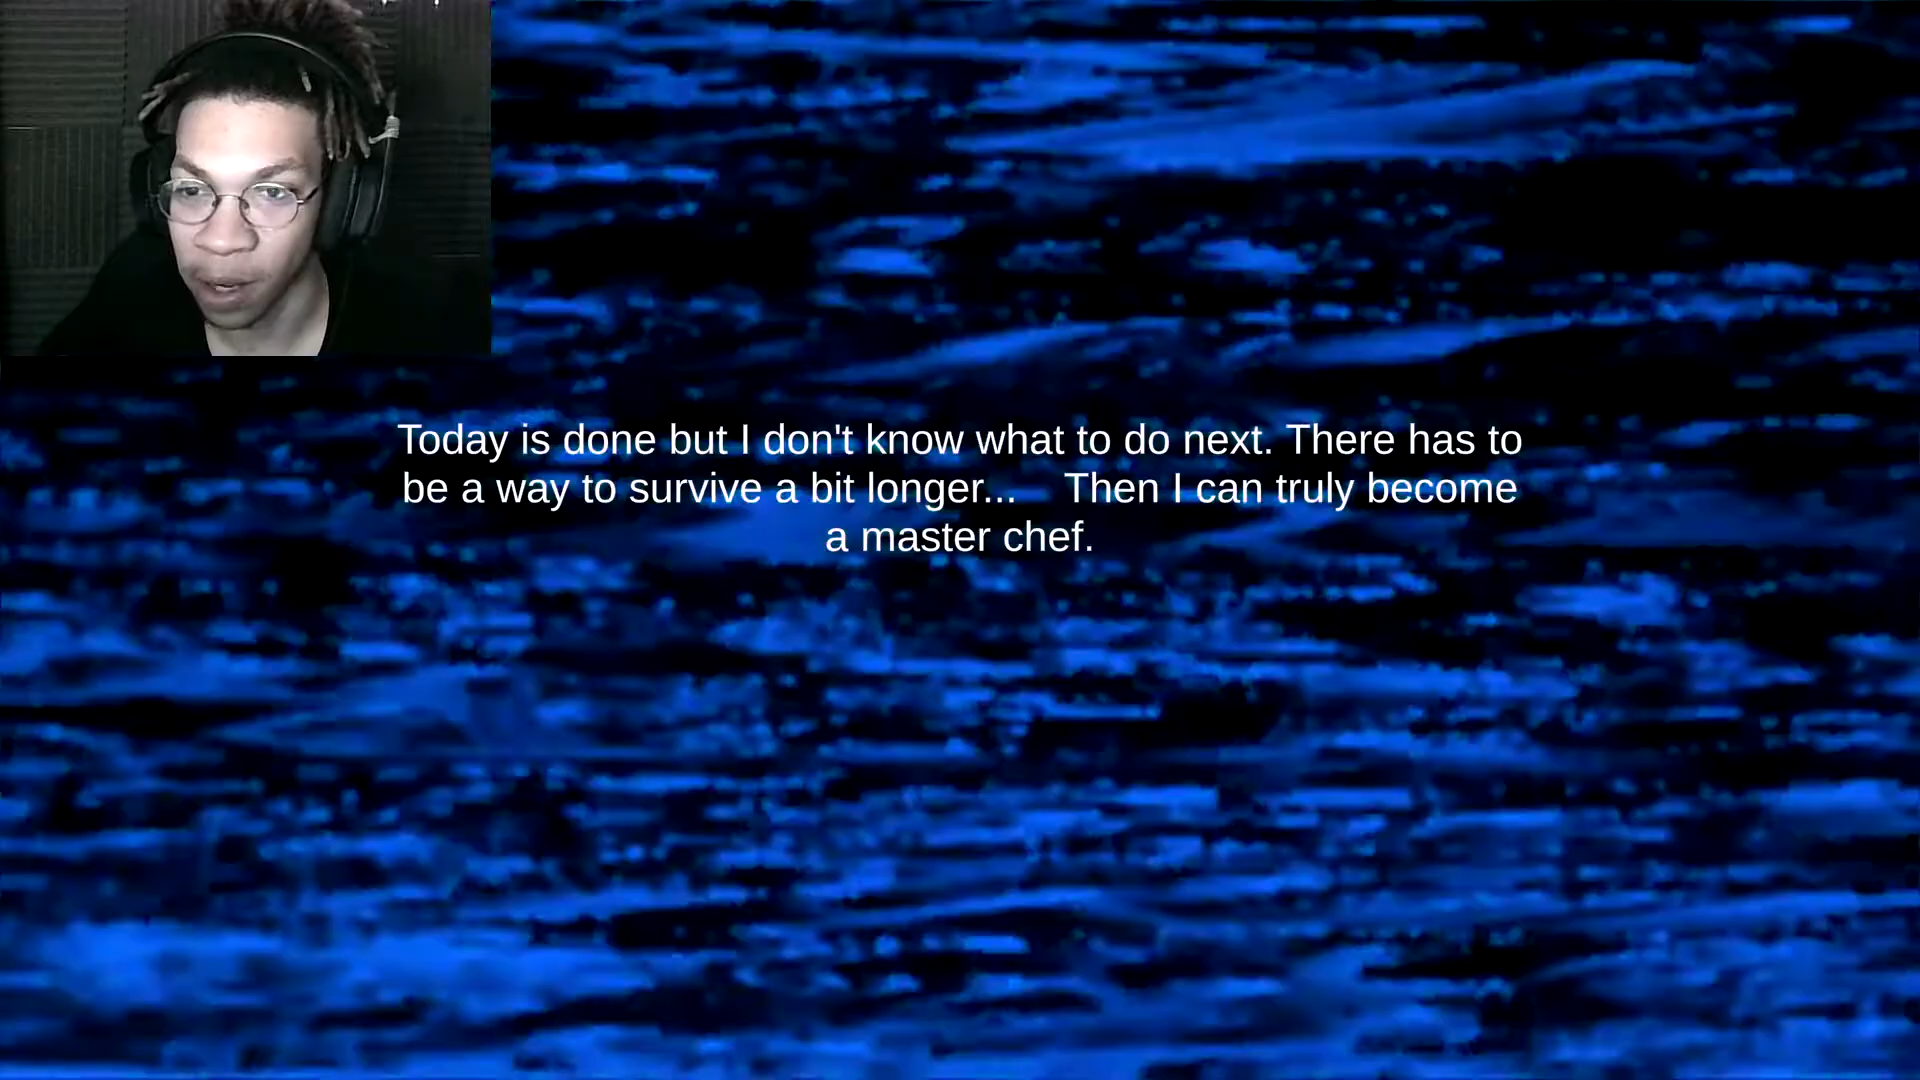 Today is done but I don't know what to do next. There has to
be a way to survive a bit longer... Then I can truly become
a master chef.